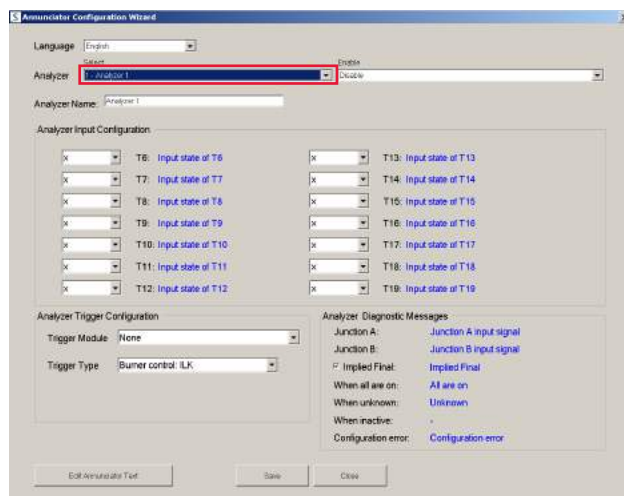 Annunciator Configuration Wizard
Language English
Select Enable
Analyzer 1 - Analyzer 1 Disable
Analyzer Name: Analyzer 1
Analyzer Input Configuration
x T6: Input state of T6 x T13: Input state of T13
x T7: Input state of T7 x T14: Input state of T14
x T8: Input state of T8 x T15: Input state of T15
x T9: Input state of T9 x T16: Input state of T16
x T10: Input state of T10 x T17: Input state of T17
x T11: Input state of T11 x T18: Input state of T18
x T12: Input state of T12 x T19: Input state of T19
Analyzer Trigger Configuration
Trigger Module None
Trigger Type Burner control: ILK
Analyzer Diagnostic Messages
Junction A: Junction A input signal
Junction B: Junction B input signal
Implied Final: Implied Final
When all are on: All are on
When unknown: Unknown
When inactive: -
Configuration error: Configuration error
Edit Annunciator Text Save Close